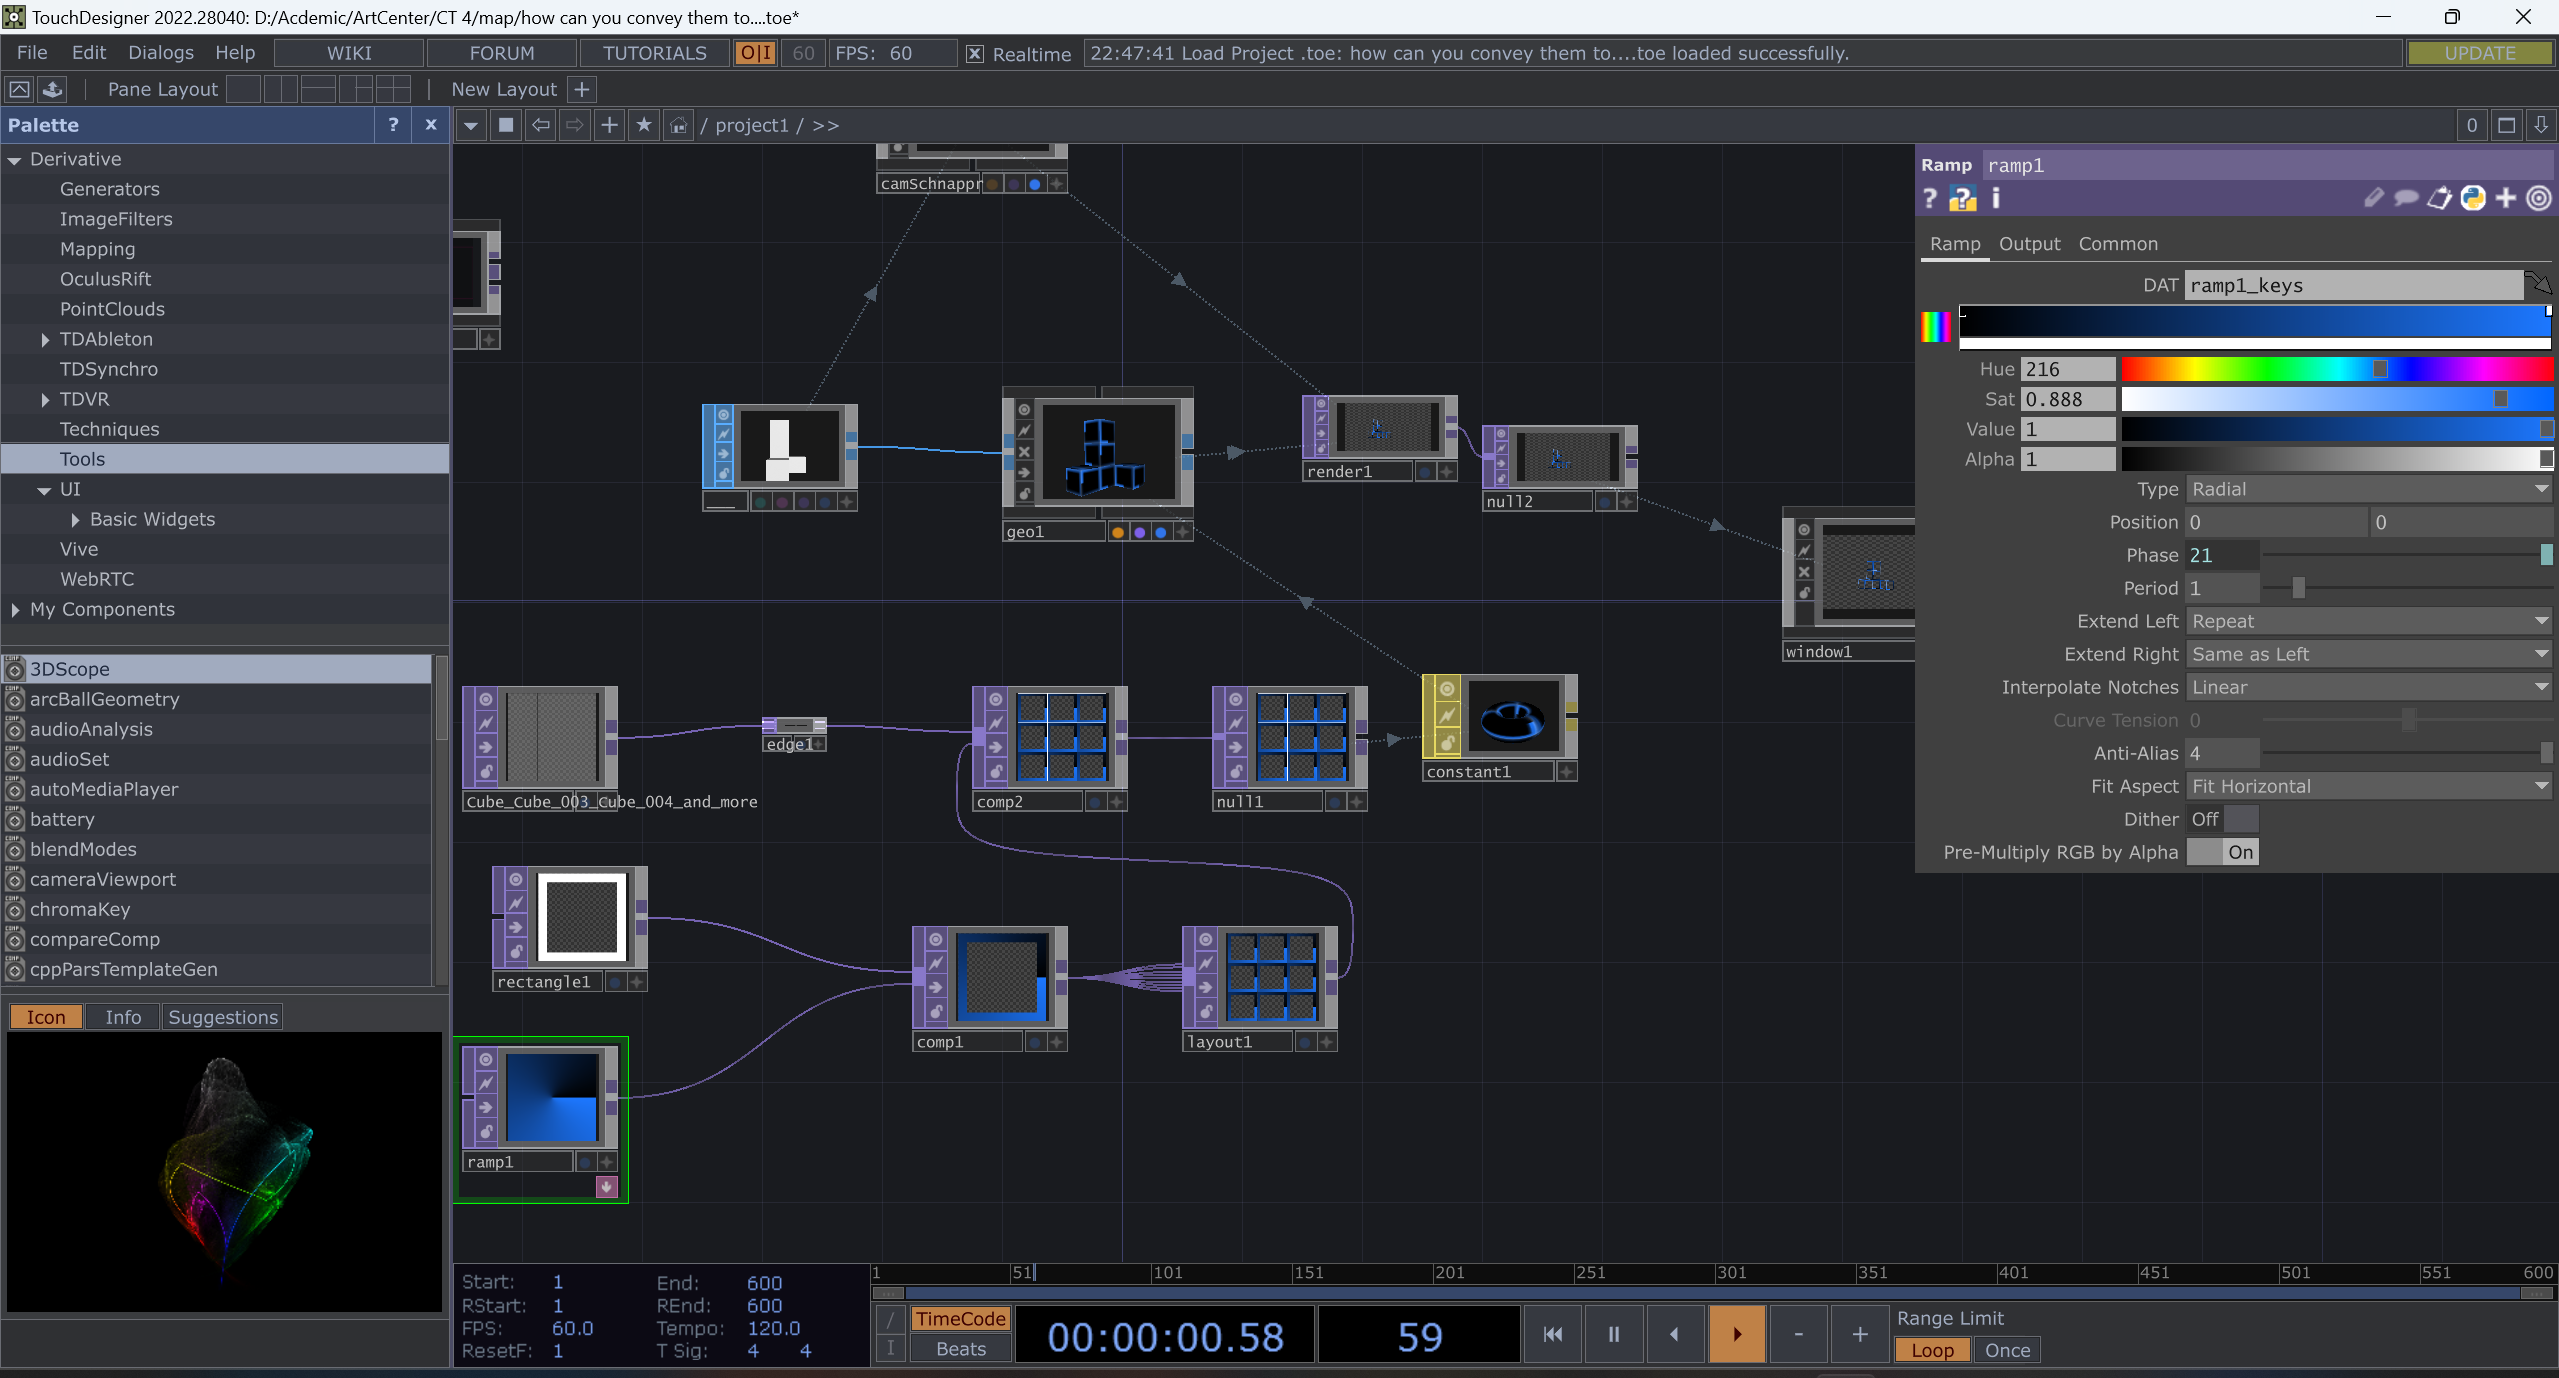 TouchDesigner 2022.28040: D:/Acdemic/ArtCenter/CT 4/map/how can you convey them to....toe*
File Edit Dialogs Help WIKI FORUM TUTORIALS O|I 60 FPS: 60 Realtime 22:47:41 Load Project .toe: how can you convey them to....toe loaded successfully. UPDATE
Pane Layout New Layout +
Palette ? x / project1 / >> 0
Derivative
Generators
ImageFilters
Mapping
OculusRift
PointClouds
TDAbleton
TDSynchro
TDVR
Techniques
Tools
UI
Basic Widgets
Vive
WebRTC
My Components
3DScope
arcBallGeometry
audioAnalysis
audioSet
autoMediaPlayer
battery
blendModes
cameraViewport
chromaKey
compareComp
cppParsTemplateGen
Icon Info Suggestions
camSchnappr
geo1
render1
null2
window1
Cube_Cube_003_cube_004_and_more
edge1
comp2
null1
constant1
rectangle1
comp1
layout1
ramp1
Ramp ramp1
? ? i
Ramp Output Common
DAT ramp1_keys
Hue 216
Sat 0.888
Value 1
Alpha 1
Type Radial
Position 0 0
Phase 21
Period 1
Extend Left Repeat
Extend Right Same as Left
Interpolate Notches Linear
Curve Tension 0
Anti-Alias 4
Fit Aspect Fit Horizontal
Dither Off
Pre-Multiply RGB by Alpha On
1 51 101 151 201 251 301 351 401 451 501 551 600
Start: 1 End: 600
RStart: 1 REnd: 600
FPS: 60.0 Tempo: 120.0
ResetF: 1 T Sig: 4 4
/ TimeCode
I Beats
00:00:00.58 59
- +
Range Limit
Loop Once